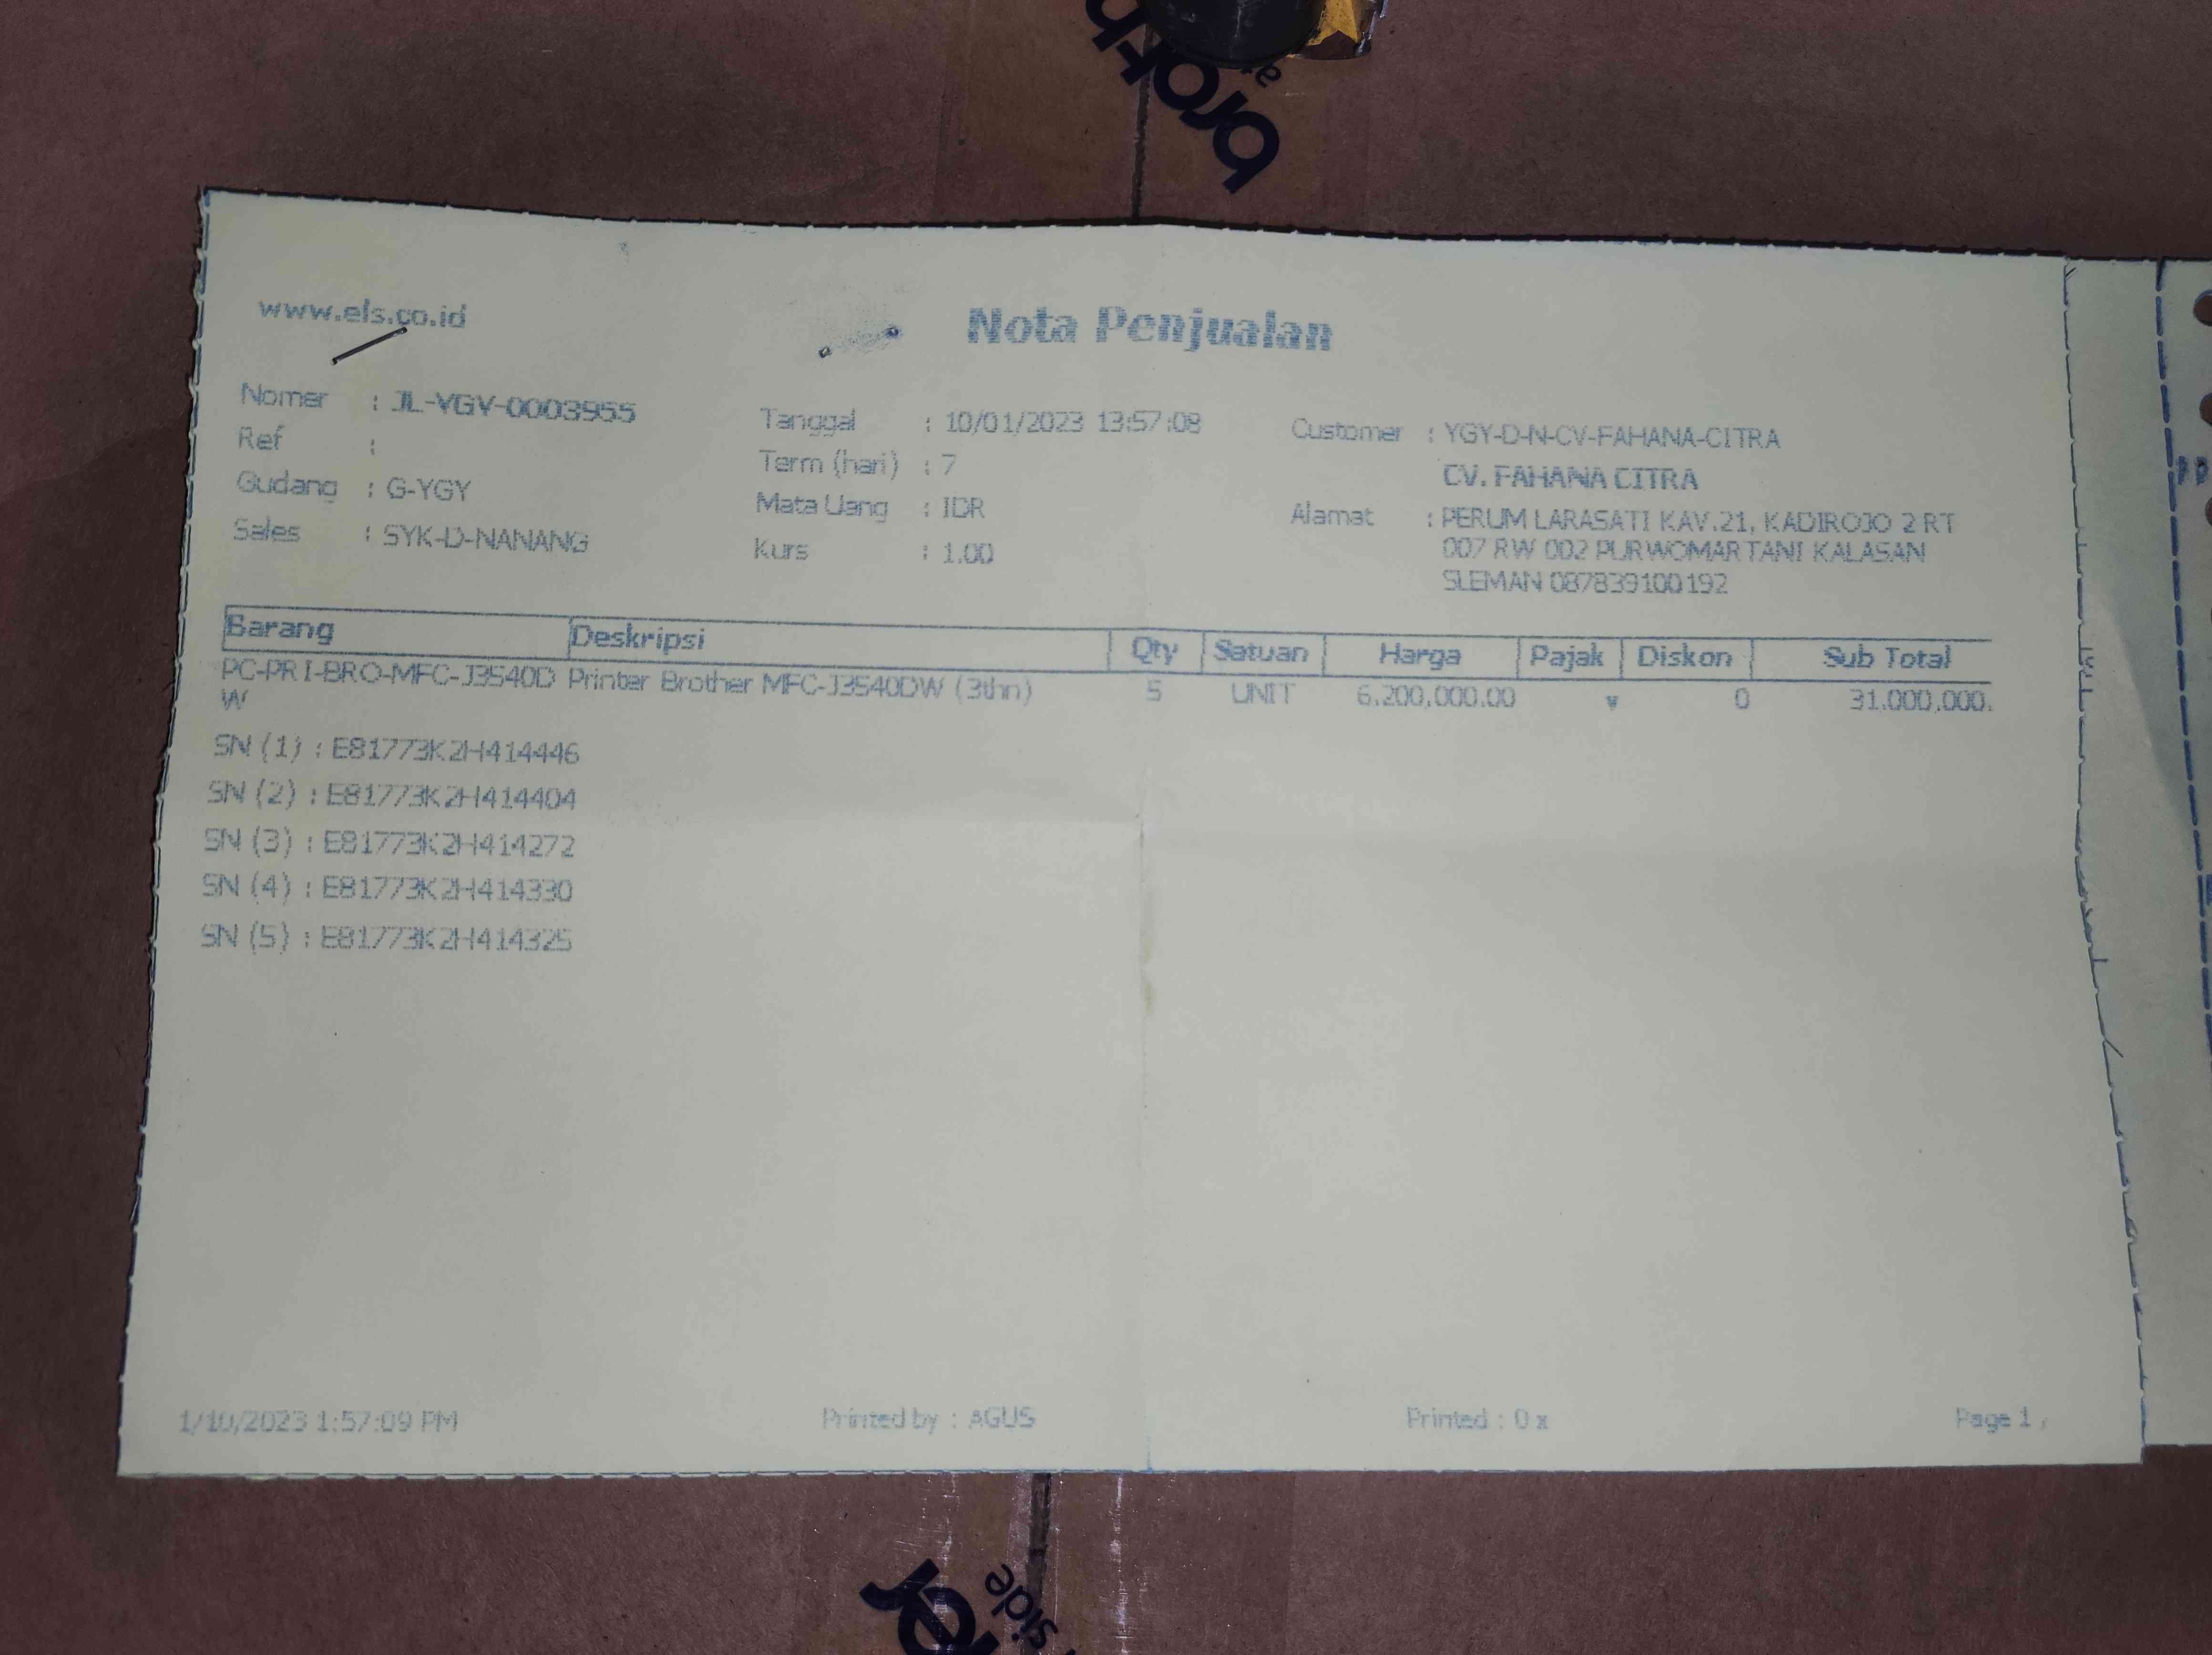 broth
www.els.co.id
Nota Penjualan
Nomer : JL-YGY-0003955
Ref :
Gudang : G-YGY
Sales : SYK-D-NANANG
Tanggal : 10/01/2023 13:57:08
Term (hari) : 7
Mata Uang : IDR
Kurs : 1.00
Customer : YGY-D-N-CV-FAHANA-CITRA
CV. FAHANA CITRA
Alamat : PERUM LARASATI KAV.21, KADIROJO 2 RT
007 RW 002 PURWOMARTANI KALASAN
SLEMAN 087839100192
Barang Deskripsi Qty Satuan Harga Pajak Diskon Sub Total
PC-PRI-BRO-MFC-J3540D Printer Brother MFC-J3540DW (3thn) 5 UNIT 6,200,000.00 v 0 31,000,000.
W
SN (1) : E81773K2H414446
SN (2) : E81773K2H414404
SN (3) : E81773K2H414272
SN (4) : E81773K2H414330
SN (5) : E81773K2H414325
1/10/2023 1:57:09 PM Printed by : AGUS Printed : 0 x Page 1 /
er
side